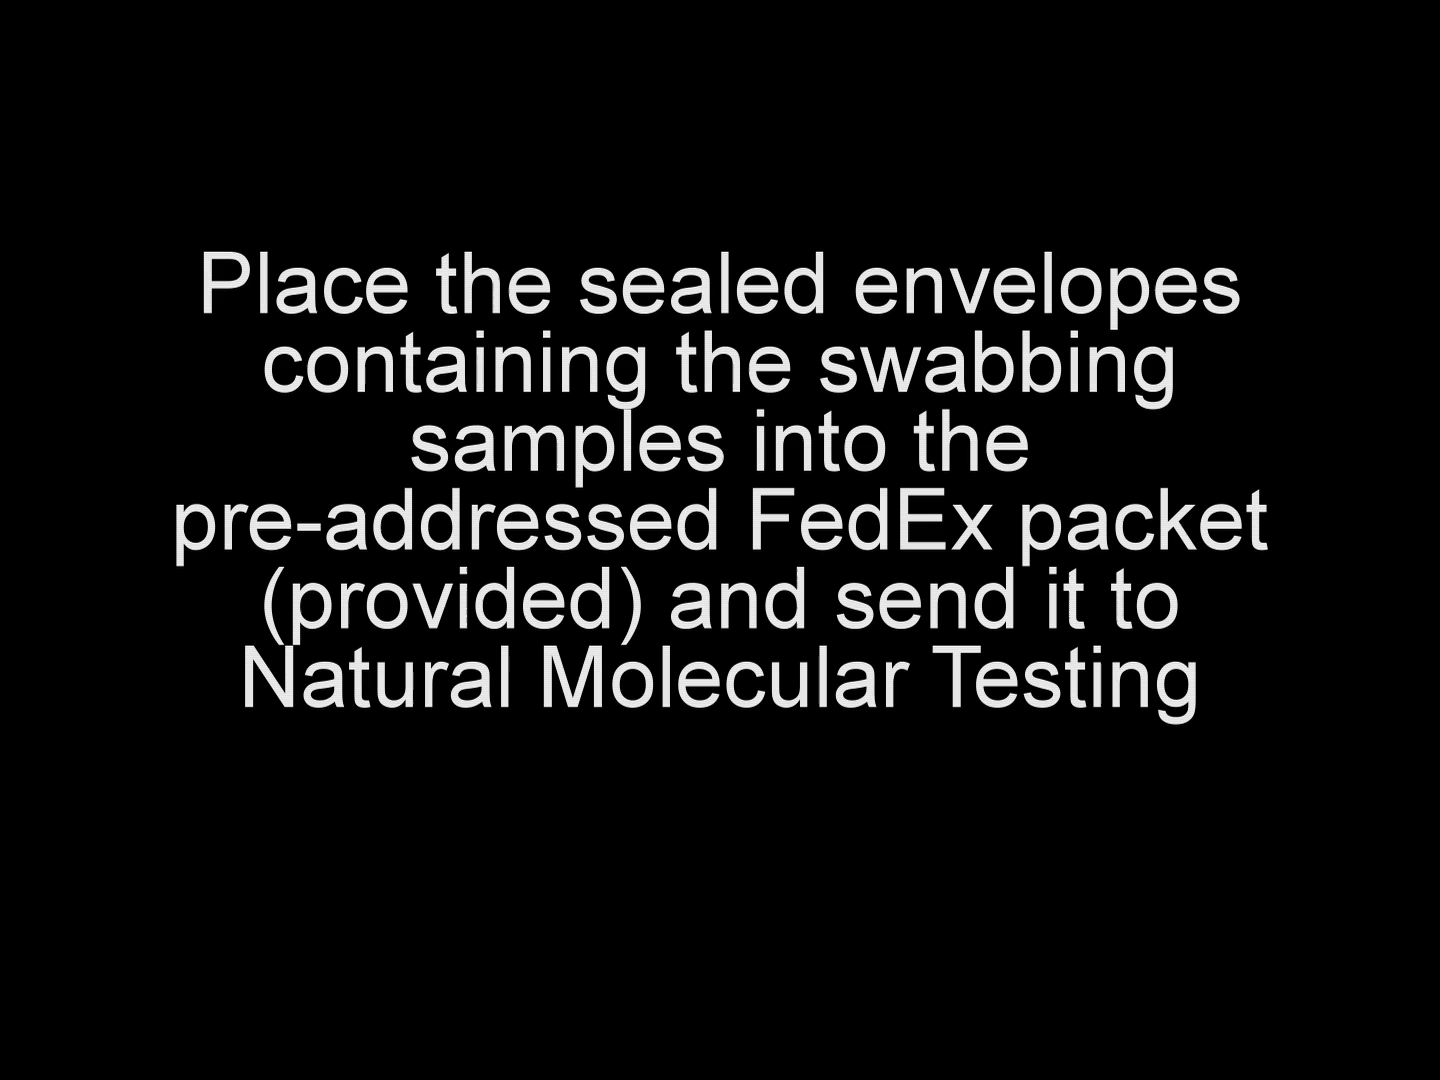 Place the sealed envelopes
containing the swabbing
samples into the
pre-addressed FedEx packet
(provided) and send it to
Natural Molecular Testing